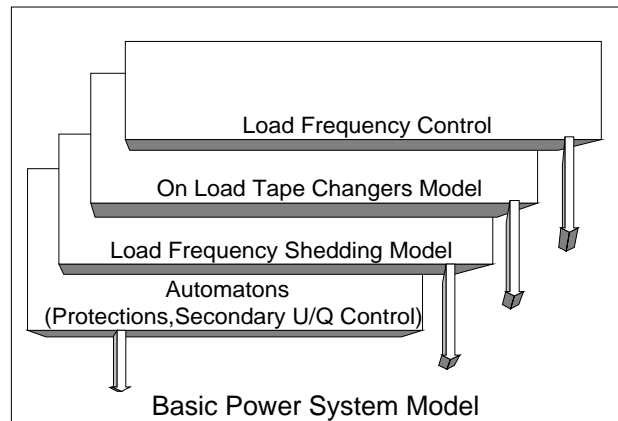 Load Frequency Control
On Load Tape Changers Model
Load Frequency Shedding Model
Automatons
(Protections,Secundary U/Q Control)
Basic Power System Model